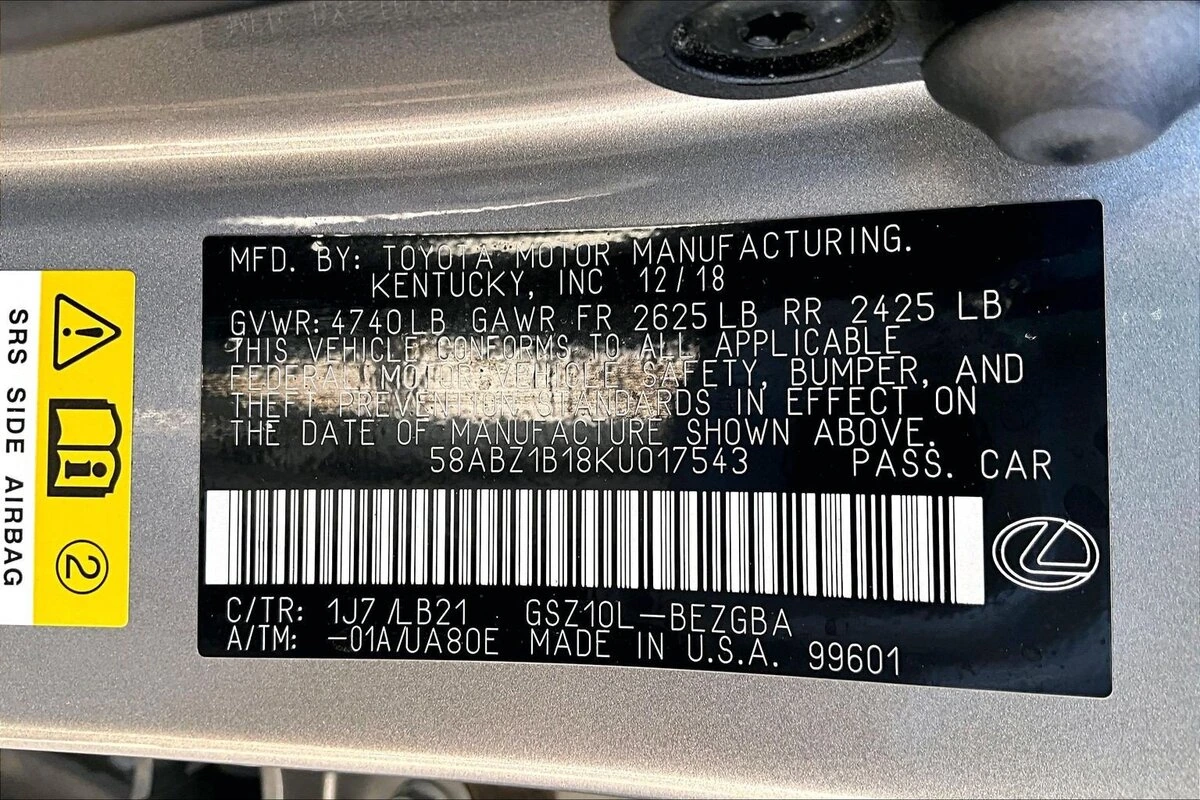 MFD. BY: TOYOTA MOTOR MANUFACTURING.
KENTUCKY, INC 12/18
GVWR: 4740LB GAWR FR 2625LB RR 2425 LB
THIS VEHICLE CONFORMS TO ALL APPLICABLE
FEDERAL MOTOR VEHICLE SAFETY, BUMPER, AND
THEFT PREVENTION STANDARDS IN EFFECT ON
THE DATE OF MANUFACTURE SHOWN ABOVE.
58ABZ1B18KU017543 PASS. CAR
C/TR: 1J7 /LB21 GSZ10L-BEZGBA
A/TM: -01A/UA80E MADE IN U.S.A. 99601
SRS SIDE AIRBAG
2